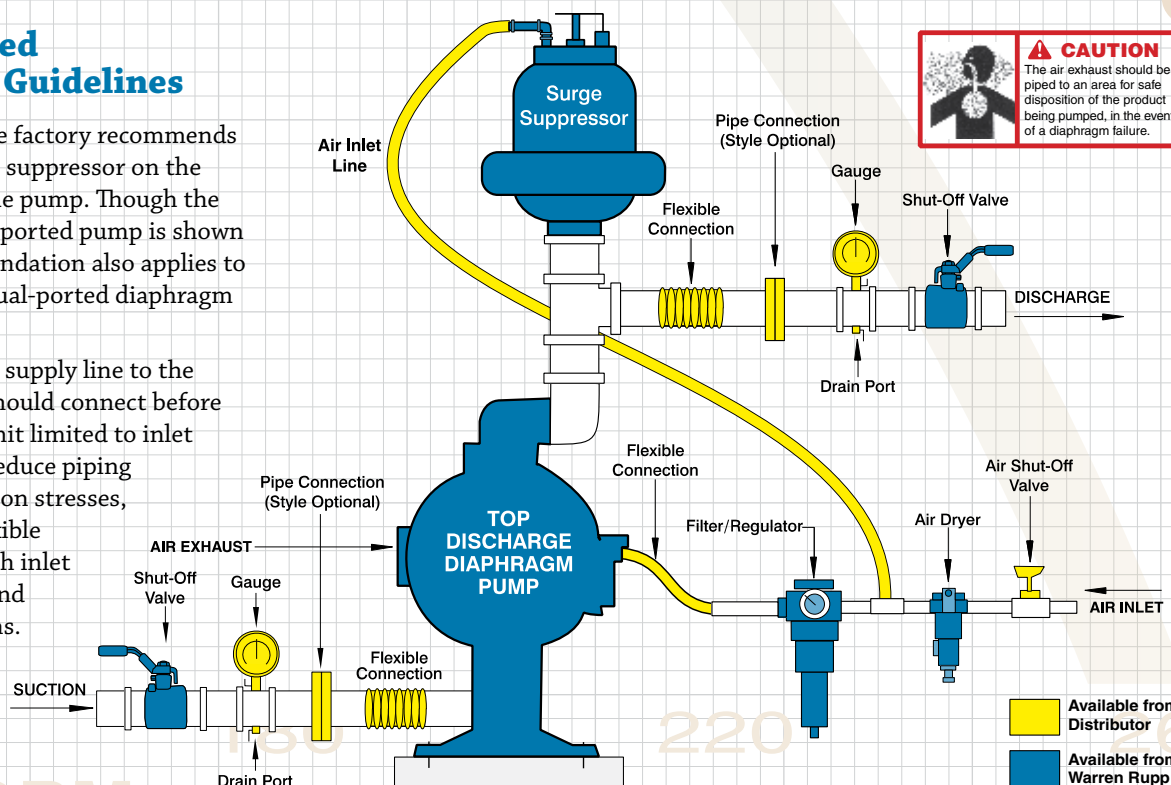 ed
Guidelines
e factory recommends
suppressor on the
e pump. Though the
ported pump is shown
ndation also applies to
ual-ported diaphragm
supply line to the
hould connect before
nit limited to inlet
educe piping
on stresses,
xible
h inlet
nd
ns.
Surge
Suppressor
Air Inlet
Line
CAUTION
The air exhaust should be
piped to an area for safe
disposition of the product
being pumped, in the event
of a diaphragm failure.
Pipe Connection
(Style Optional)
Gauge
Flexible
Connection
Shut-Off Valve
DISCHARGE
Drain Port
Flexible
Connection
Air Shut-Off
Valve
Pipe Connection
(Style Optional)
TOP
DISCHARGE
DIAPHRAGM
PUMP
Filter/Regulator
Air Dryer
AIR EXHAUST
Shut-Off
Valve
Gauge
AIR INLET
Flexible
Connection
SUCTION
Drain Port
180
220
26
Available from
Distributor
Available from
Warren Rupp